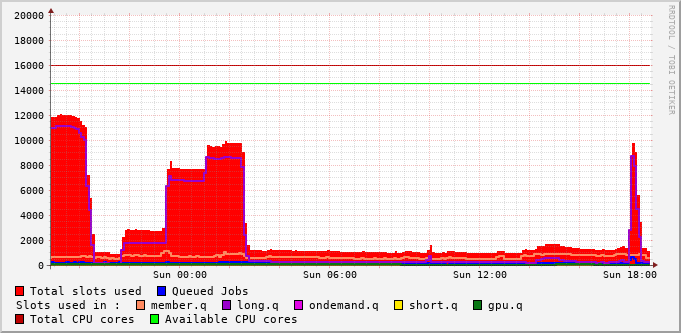 RRDTOOL / TOBI OETIKER
20000
18000
16000
14000
12000
10000
8000
6000
4000
2000
0
Sun 00:00 Sun 06:00 Sun 12:00 Sun 18:00
Total slots used Queued Jobs
Slots used in : member.q long.q ondemand.q short.q gpu.q
Total CPU cores Available CPU cores